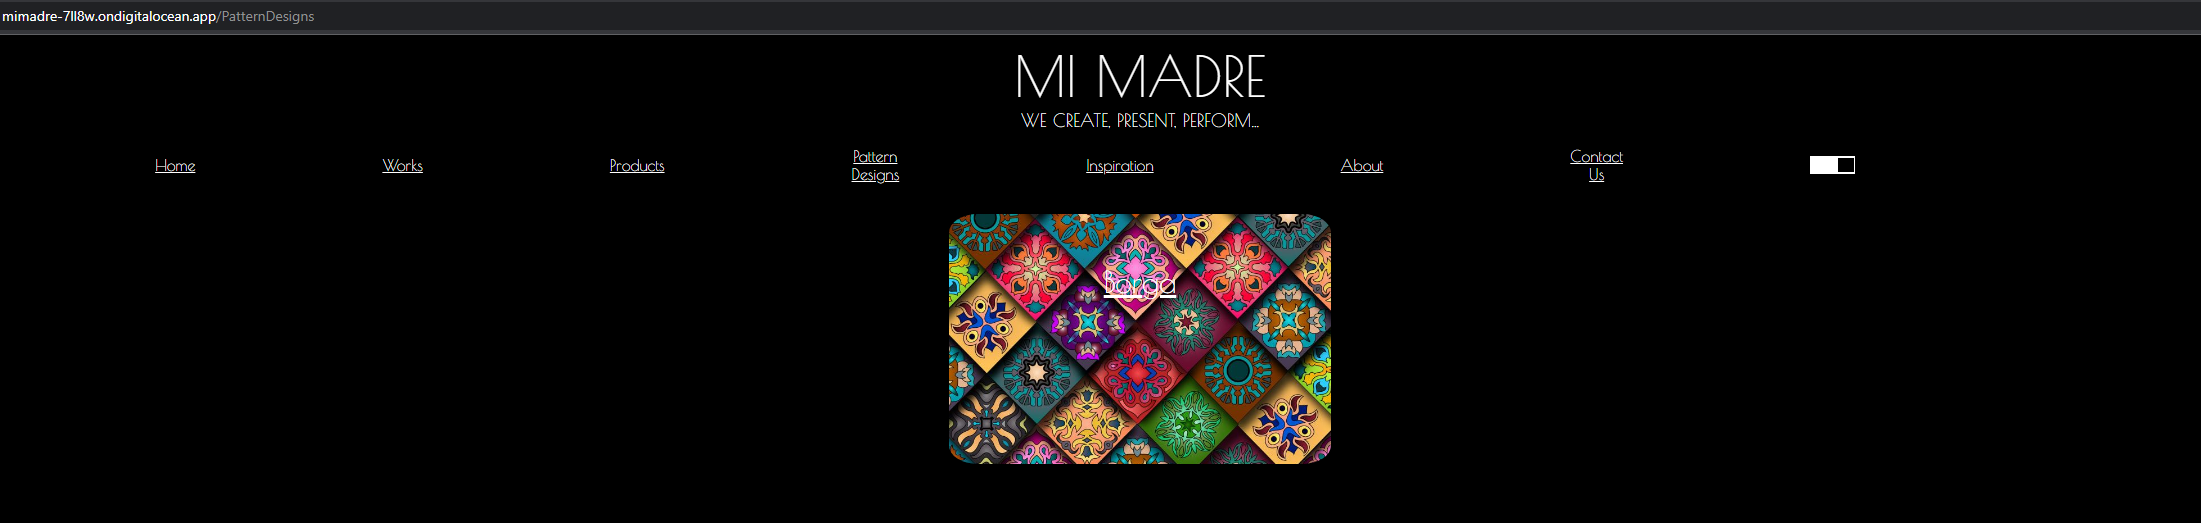 mimadre-7ll8w.ondigitalocean.app/PatternDesigns
MI MADRE
WE CREATE, PRESENT, PERFORM...
Home
Works
Products
Pattern
Designs
Inspiration
About
Contact
Us